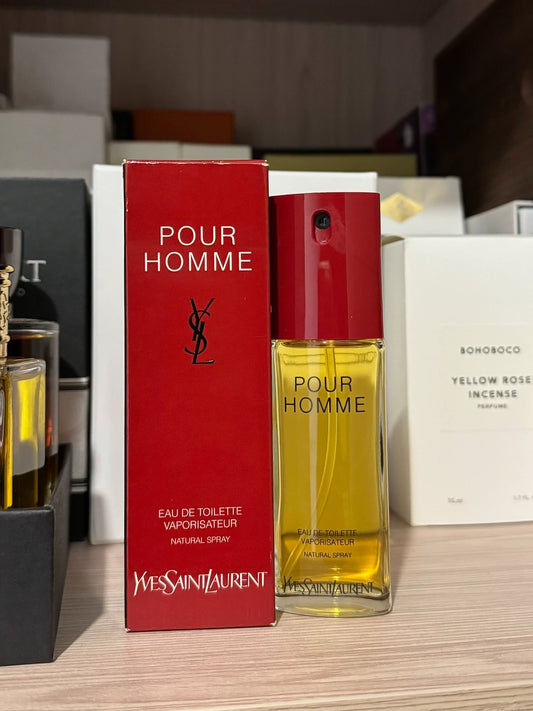 POUR
HOMME
YSL
EAU DE TOILETTE
VAPORISATEUR
NATURAL SPRAY
YVESSAINTLAURENT
POUR
HOMME
EAU DE TOILETTE
VAPORISATEUR
NATURAL SPRAY
YVESSAINTLAURENT
BOHOBOCO
YELLOW ROSE
INCENSE
PERFUME